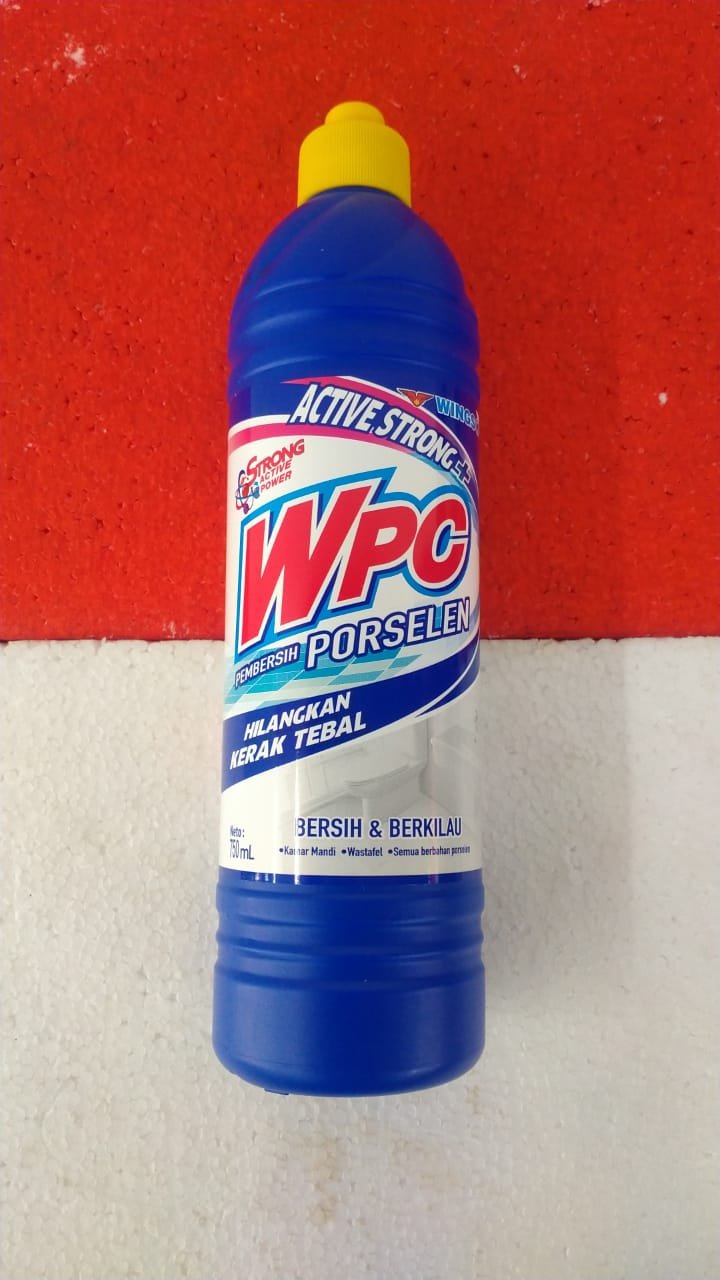 WINGS
ACTIVE STRONG+
STRONG
ACTIVE
POWER
WPC
PEMBERSIH PORSELEN
HILANGKAN
KERAK TEBAL
BERSIH & BERKILAU
Neto :
750 mL
•Kamar Mandi •Wastafel •Semua berbahan porselen